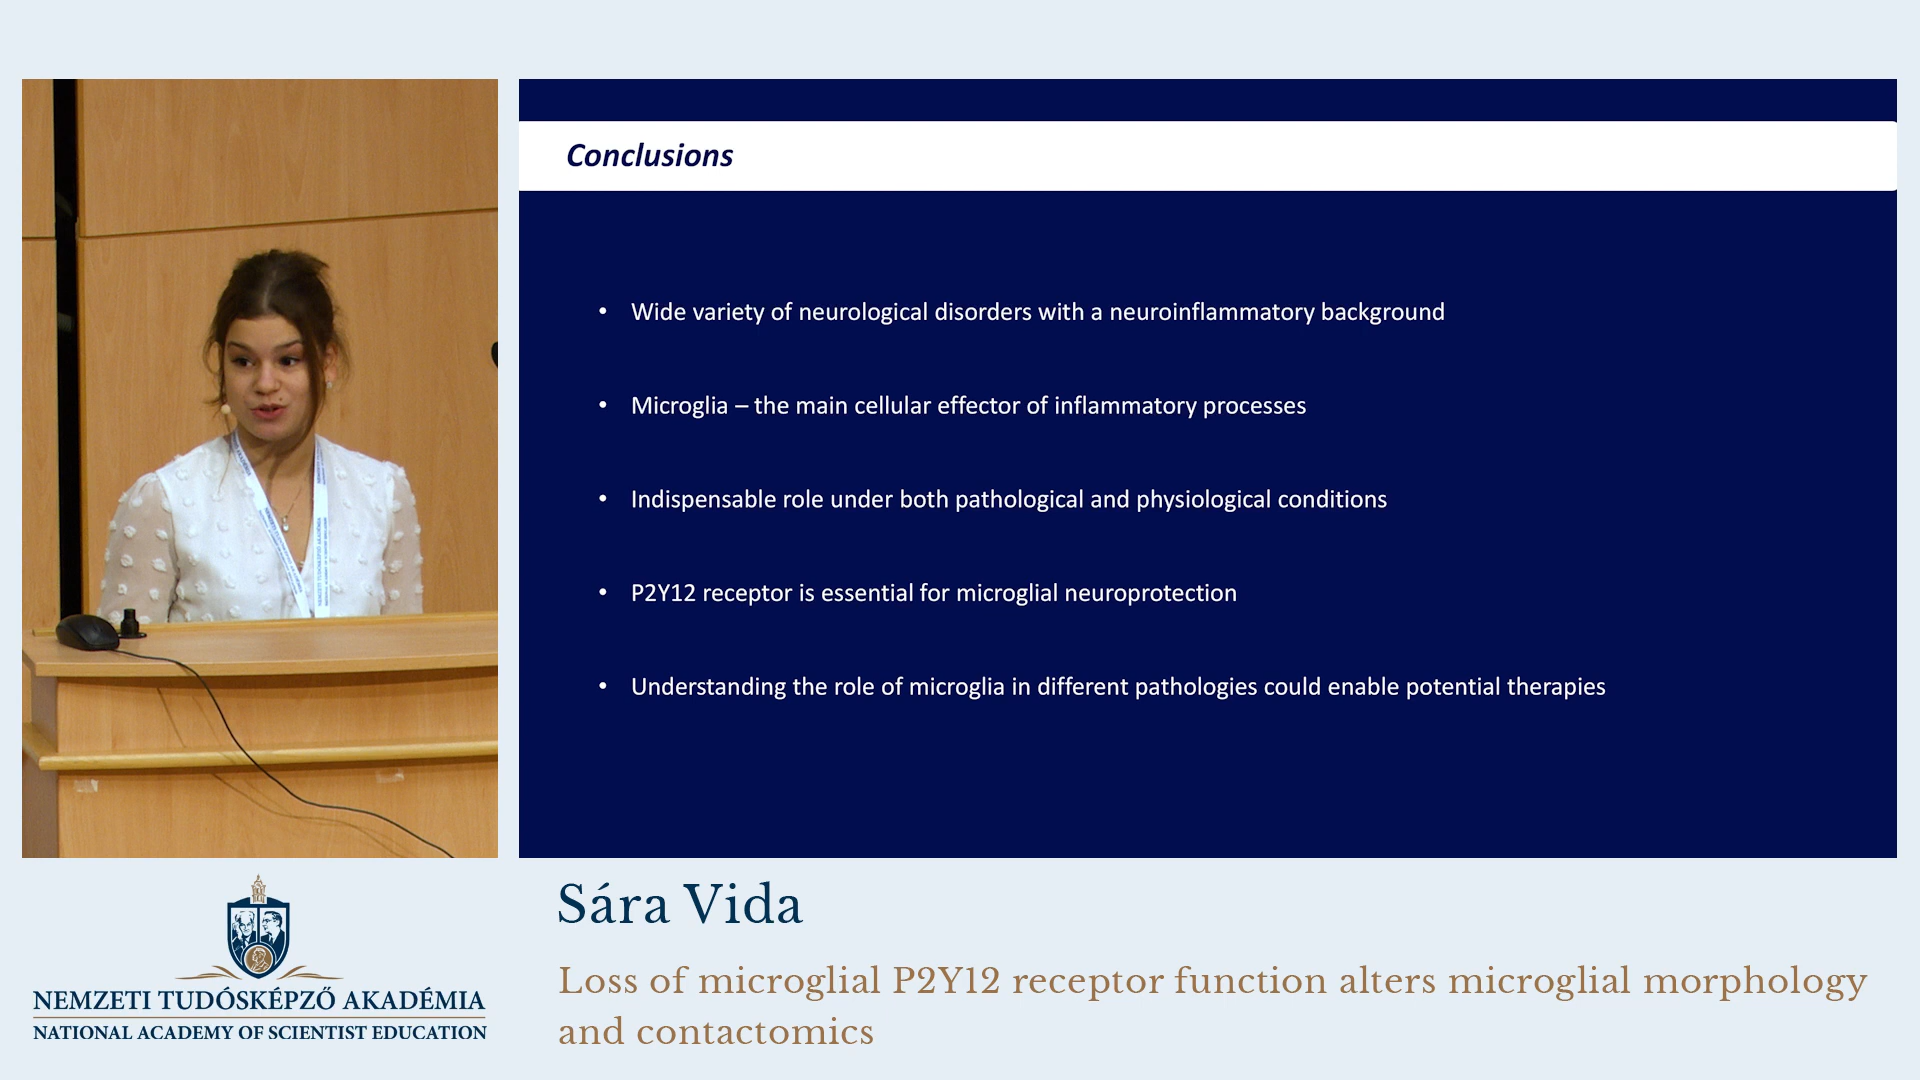 Conclusions
• Wide variety of neurological disorders with a neuroinflammatory background
• Microglia – the main cellular effector of inflammatory processes
• Indispensable role under both pathological and physiological conditions
• P2Y12 receptor is essential for microglial neuroprotection
• Understanding the role of microglia in different pathologies could enable potential therapies
NEMZETI TUDÓSKÉPZŐ AKADÉMIA
NATIONAL ACADEMY OF SCIENTIST EDUCATION
Sára Vida
Loss of microglial P2Y12 receptor function alters microglial morphology
and contactomics